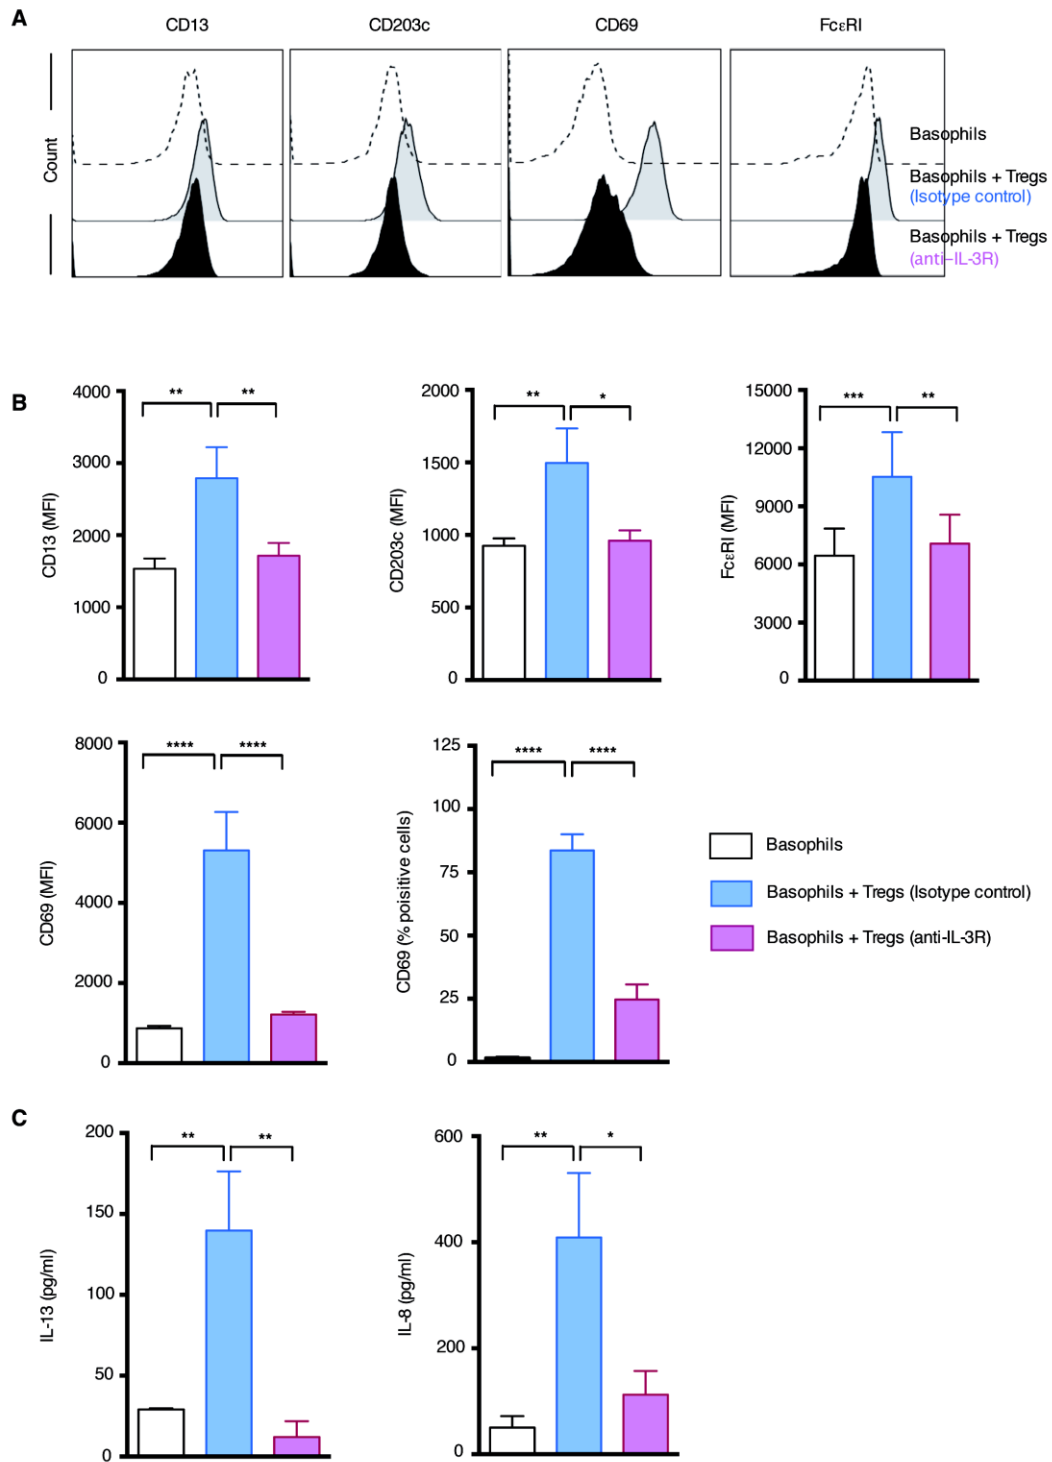 A
CD13 CD203c CD69 FcεRI
Count
Basophils
Basophils + Tregs
(Isotype control)
Basophils + Tregs
(anti–IL-3R)
B
CD13 (MFI)
4000
3000
2000
1000
0
** **
CD203c (MFI)
2000
1500
1000
500
0
** *
FcεRI (MFI)
15000
12000
9000
6000
3000
0
*** **
CD69 (MFI)
8000
6000
4000
2000
0
**** ****
CD69 (% poisitive cells)
125
100
75
50
25
0
**** ****
Basophils
Basophils + Tregs (Isotype control)
Basophils + Tregs (anti-IL-3R)
C
IL-13 (pg/ml)
200
150
100
50
0
** **
IL-8 (pg/ml)
600
400
200
0
** *